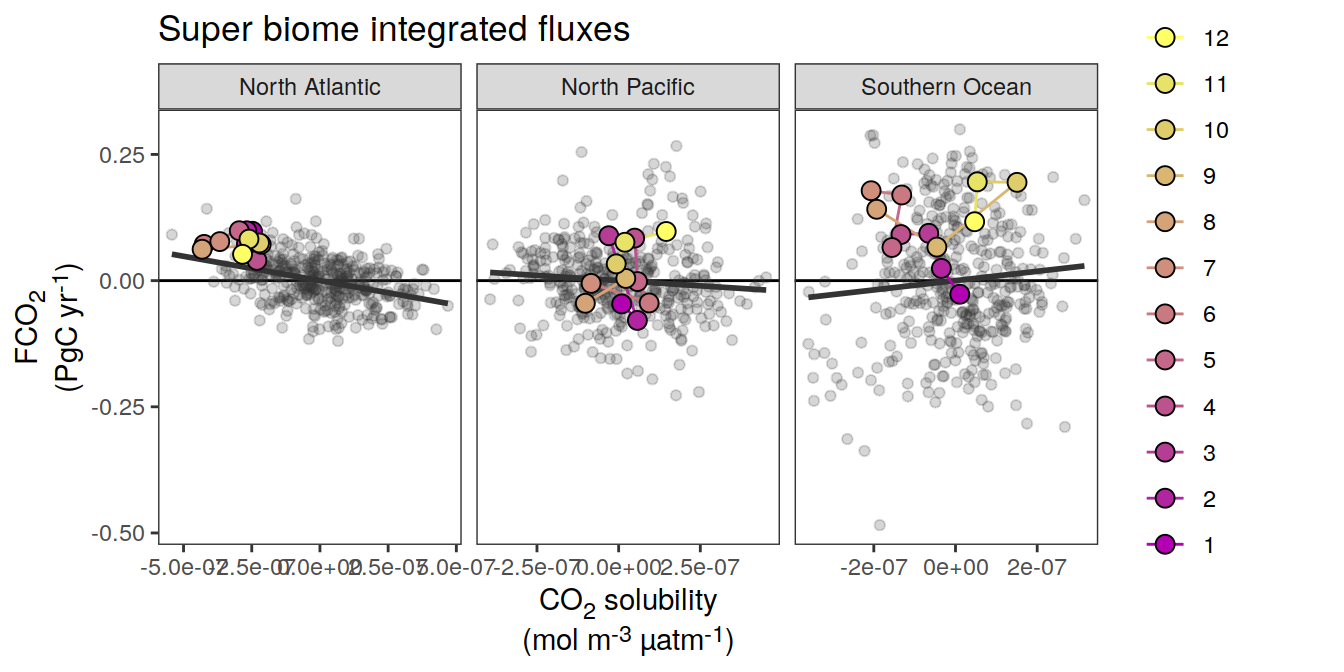 Super biome integrated fluxes
North Atlantic
North Pacific
Southern Ocean
0.25
0.00
-0.25
-0.50
FCO2
(PgC yr-1)
-5.0e-07 -2.5e-07 0.0e+00 2.5e-07 5.0e-07 -2.5e-07 0.0e+00 2.5e-07 -2e-07 0e+00 2e-07
CO2 solubility
(mol m-3 µatm-1)
12
11
10
9
8
7
6
5
4
3
2
1